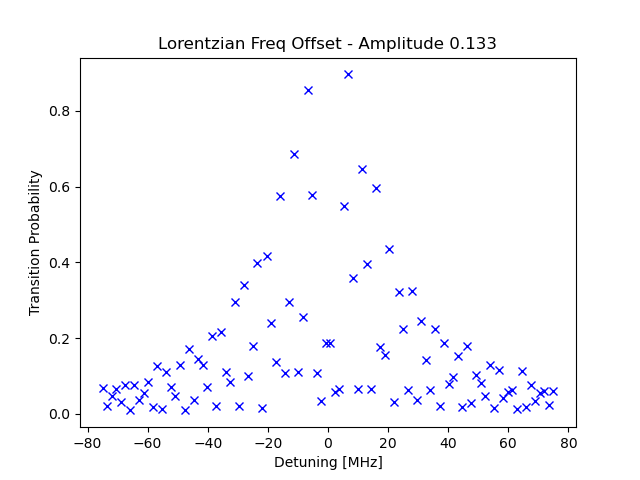 Lorentzian Freq Offset - Amplitude 0.133
0.8
0.6
0.4
0.2
0.0
Transition Probability
−80 −60 −40 −20 0 20 40 60 80
Detuning [MHz]